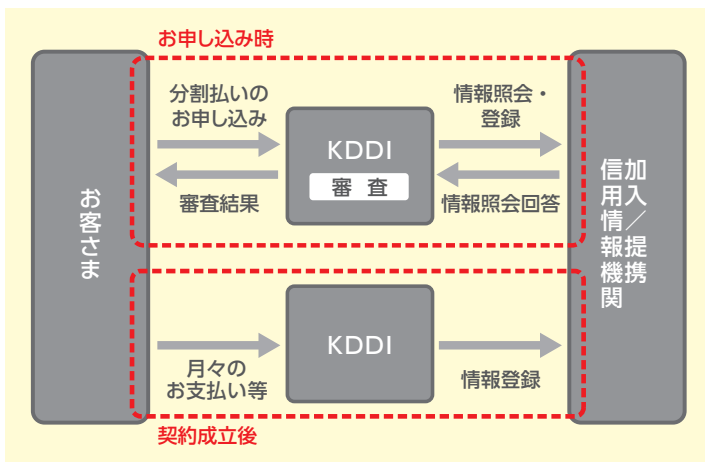 お申し込み時
お客さま
分割払いの
お申し込み
審査結果
KDDI
審 査
情報照会・
登録
情報照会回答
加入／提携
信用情報機関
月々の
お支払い等
KDDI
情報登録
契約成立後